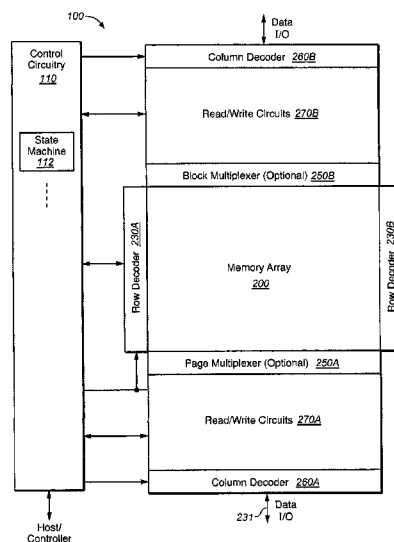 100
Data
I/O
Control
Circuitry
110
State
Machine
112
Column Decoder 260B
Read/Write Circuits 270B
Block Multiplexer (Optional) 250B
Row Decoder 230A
Memory Array
200
Row Decoder 230B
Page Multiplexer (Optional) 250A
Read/Write Circuits 270A
Column Decoder 260A
Host/
Controller
231
Data
I/O